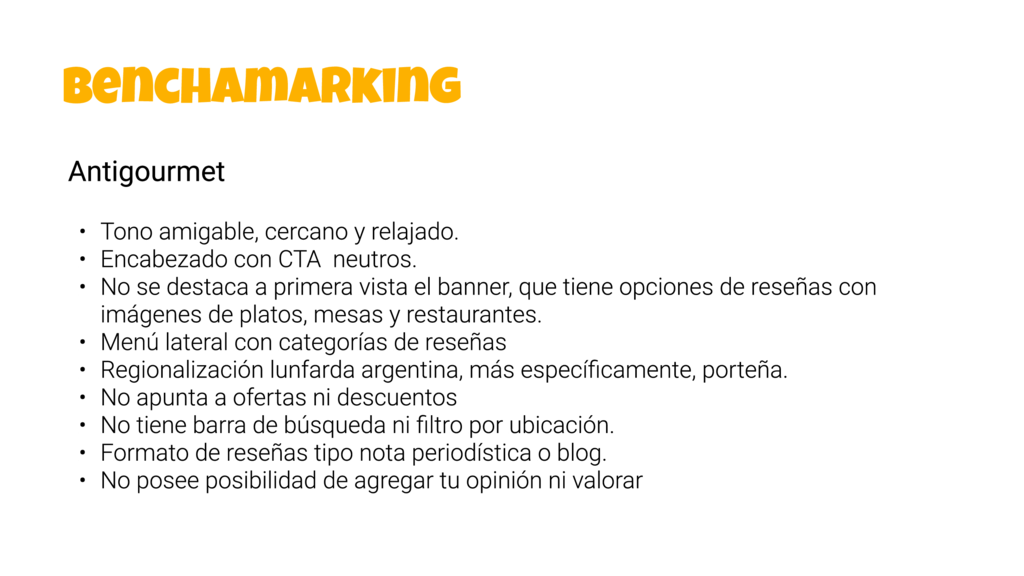 BencHAmARKing
Antigourmet
• Tono amigable, cercano y relajado.
• Encabezado con CTA  neutros.
• No se destaca a primera vista el banner, que tiene opciones de reseñas con
imágenes de platos, mesas y restaurantes.
• Menú lateral con categorías de reseñas
• Regionalización lunfarda argentina, más específicamente, porteña.
• No apunta a ofertas ni descuentos
• No tiene barra de búsqueda ni filtro por ubicación.
• Formato de reseñas tipo nota periodística o blog.
• No posee posibilidad de agregar tu opinión ni valorar